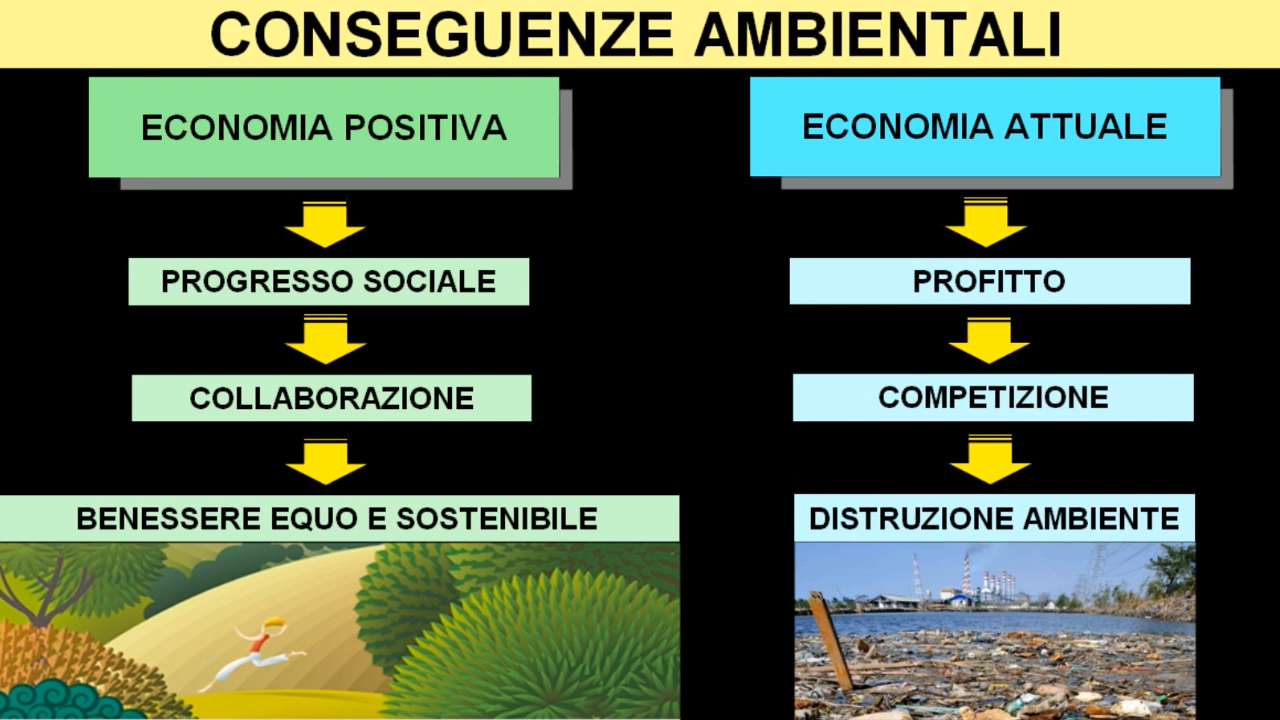 CONSEGUENZE AMBIENTALI
ECONOMIA POSITIVA
PROGRESSO SOCIALE
COLLABORAZIONE
BENESSERE EQUO E SOSTENIBILE
ECONOMIA ATTUALE
PROFITTO
COMPETIZIONE
DISTRUZIONE AMBIENTE